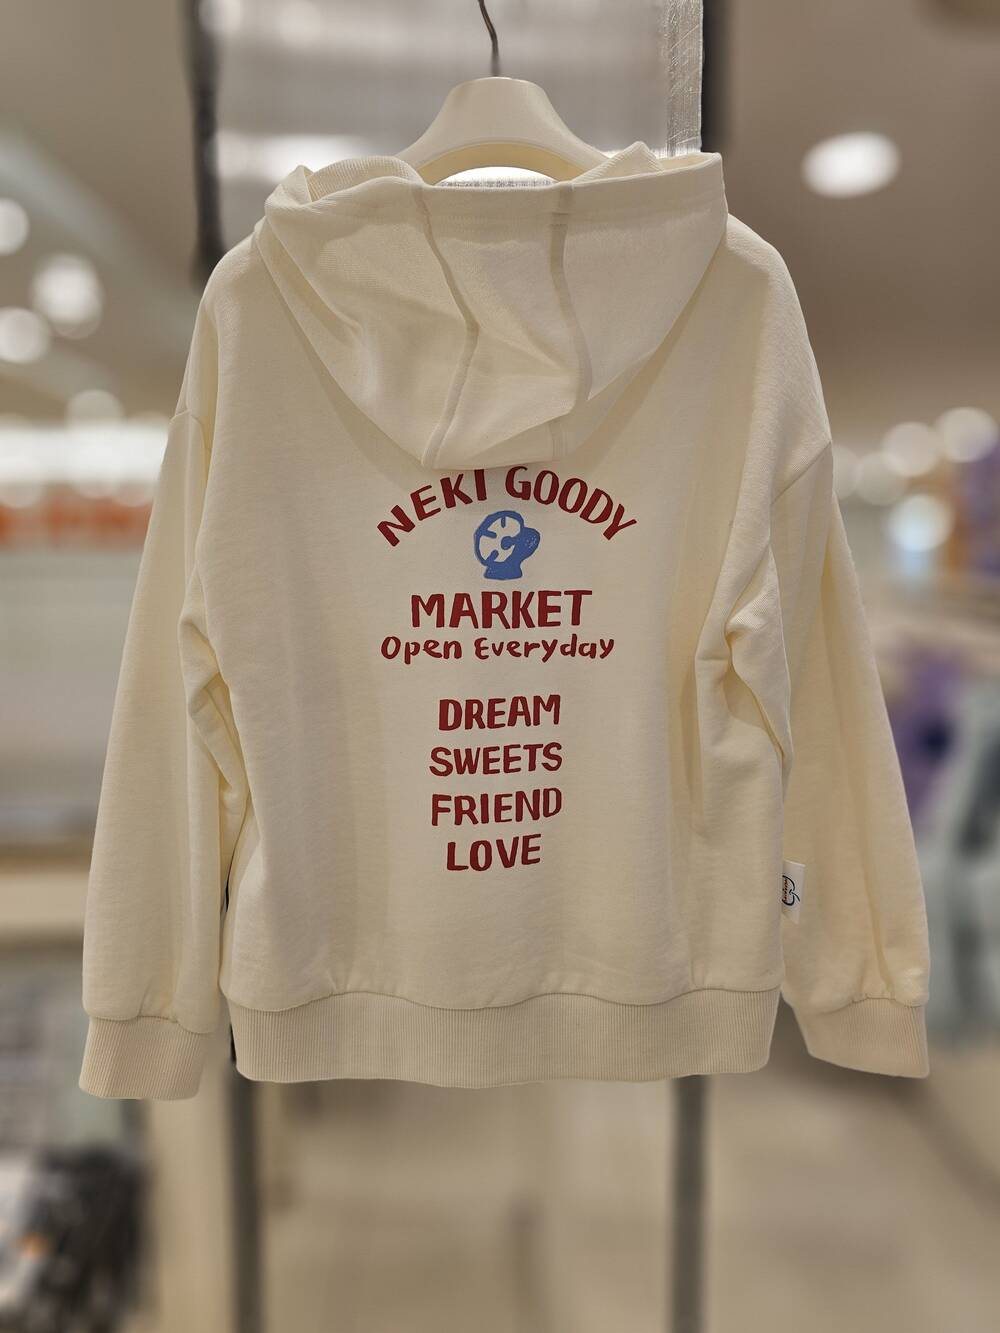 NEKI GOODY
MARKET
Open Everyday
DREAM
SWEETS
FRIEND
LOVE